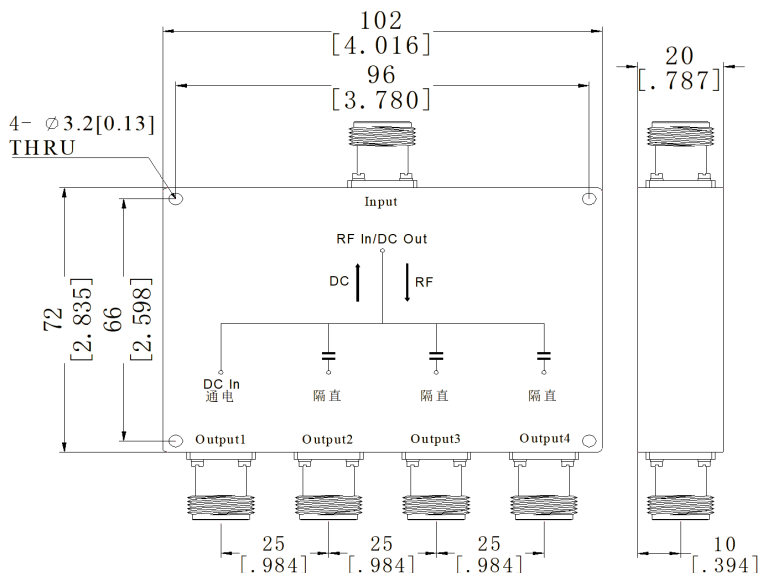 102
[4.016]
96
[3.780]
20
[.787]
4- ∅3.2[0.13]
THRU
Input
RF In/DC Out
DC
RF
72
[2.835]
66
[2.598]
DC In
通电
隔直
隔直
隔直
Output1
Output2
Output3
Output4
25
[.984]
25
[.984]
25
[.984]
10
[.394]